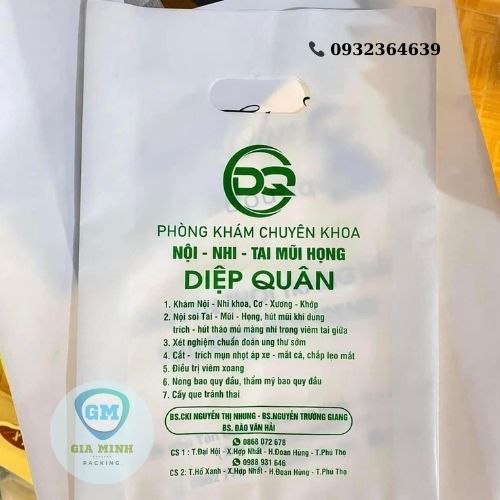 0932364639
DQ
PHÒNG KHÁM CHUYÊN KHOA
NỘI - NHI - TAI MŨI HỌNG
DIỆP QUÂN
1. Khám Nội - Nhi khoa, Cơ - Xương - Khớp
2. Nội soi Tai - Mũi - Họng, hút mũi khí dung
trích - hút tháo mủ màng nhĩ trong viêm tai giữa
3. Xét nghiệm chuẩn đoán ung thư sớm
4. Cắt - trích mụn nhọt áp xe - mắt cá, chắp lẹo mắt
5. Điều trị viêm xoang
6. Nong bao quy đầu, thẩm mỹ bao quy đầu
7. Cấy que tránh thai
BS.CKI NGUYỄN THỊ NHUNG - BS.NGUYỄN TRƯỜNG GIANG
BS. ĐÀO VĂN HẢI
0868 072 678
CS 1 : T.Đại Hội - X.Hợp Nhất - H.Đoan Hùng - T.Phú Thọ
0988 931 646
CS 2: T.Hố Xanh - X.Hợp Nhất - H.Đoan Hùng - T.Phú Thọ
GM
GIA MINH
PACKING